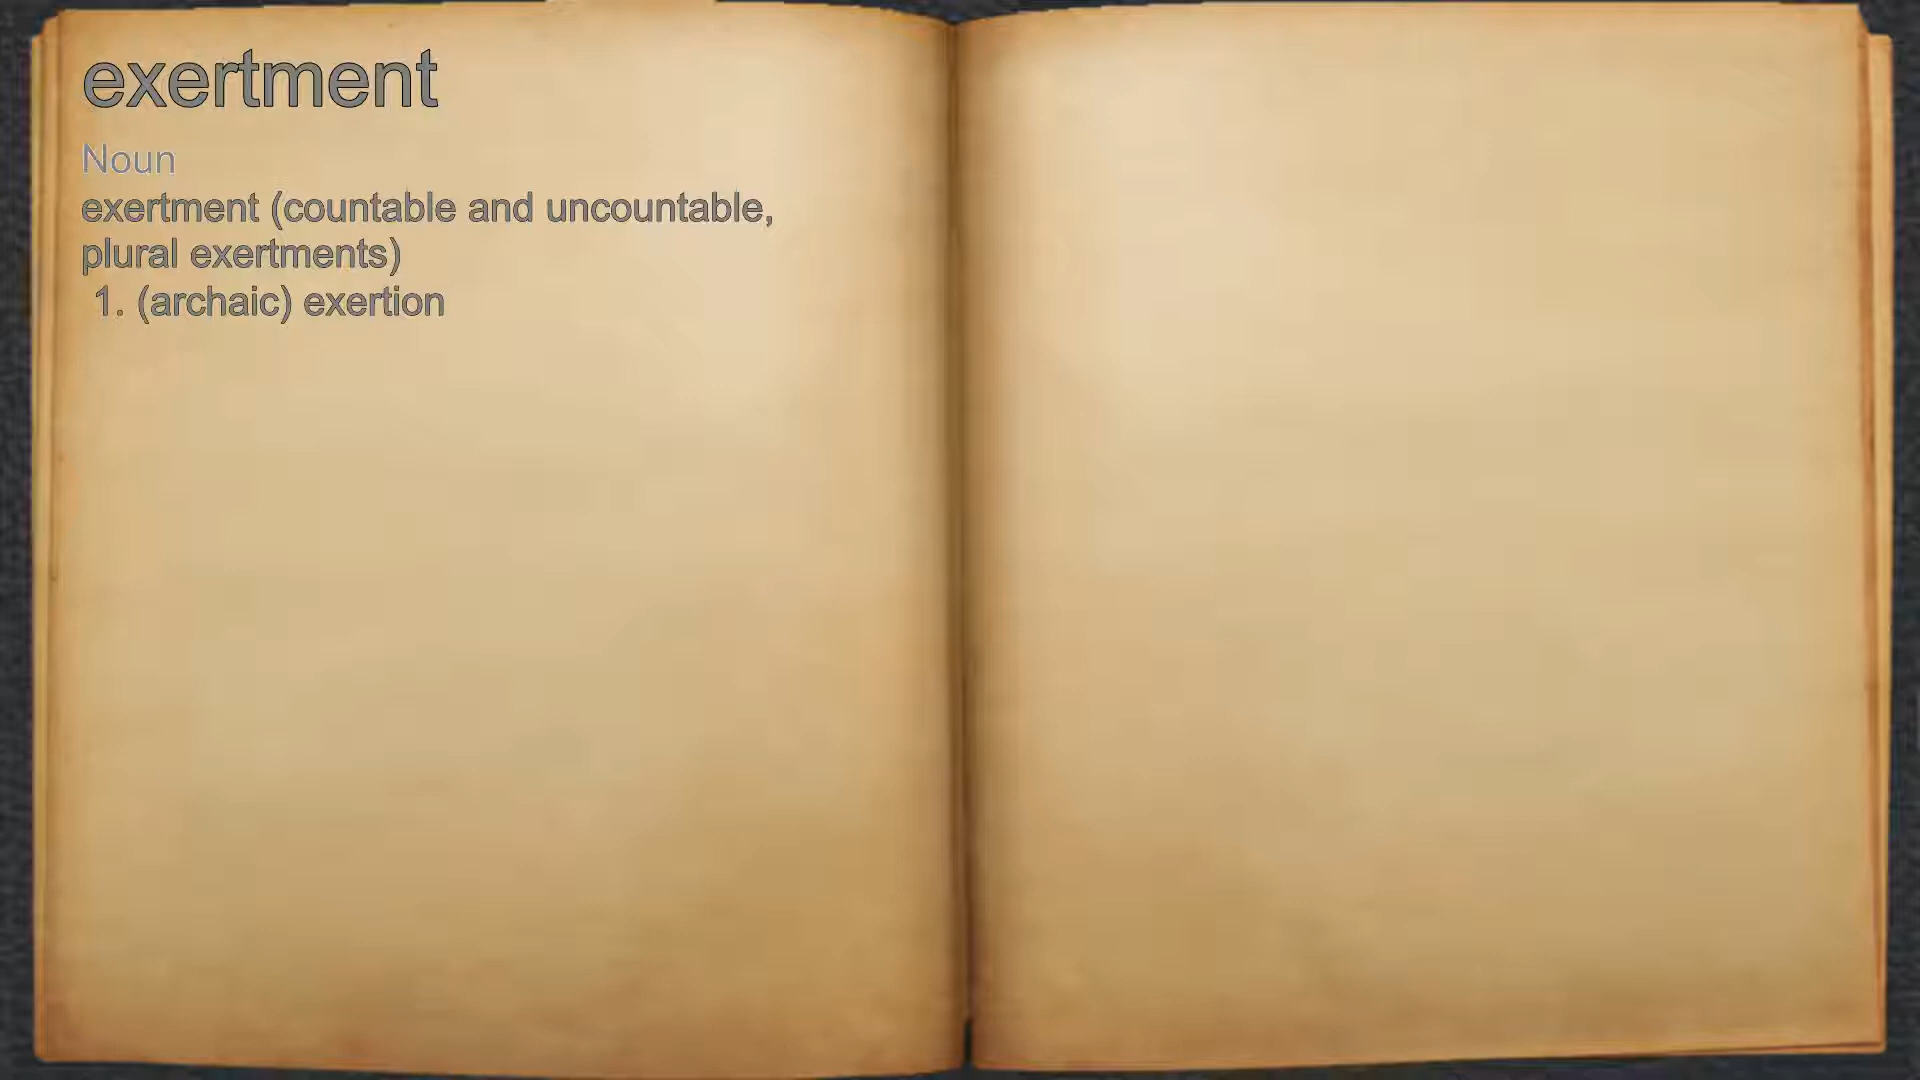 exertment
Noun
exertment (countable and uncountable,
plural exertments)
1. (archaic) exertion